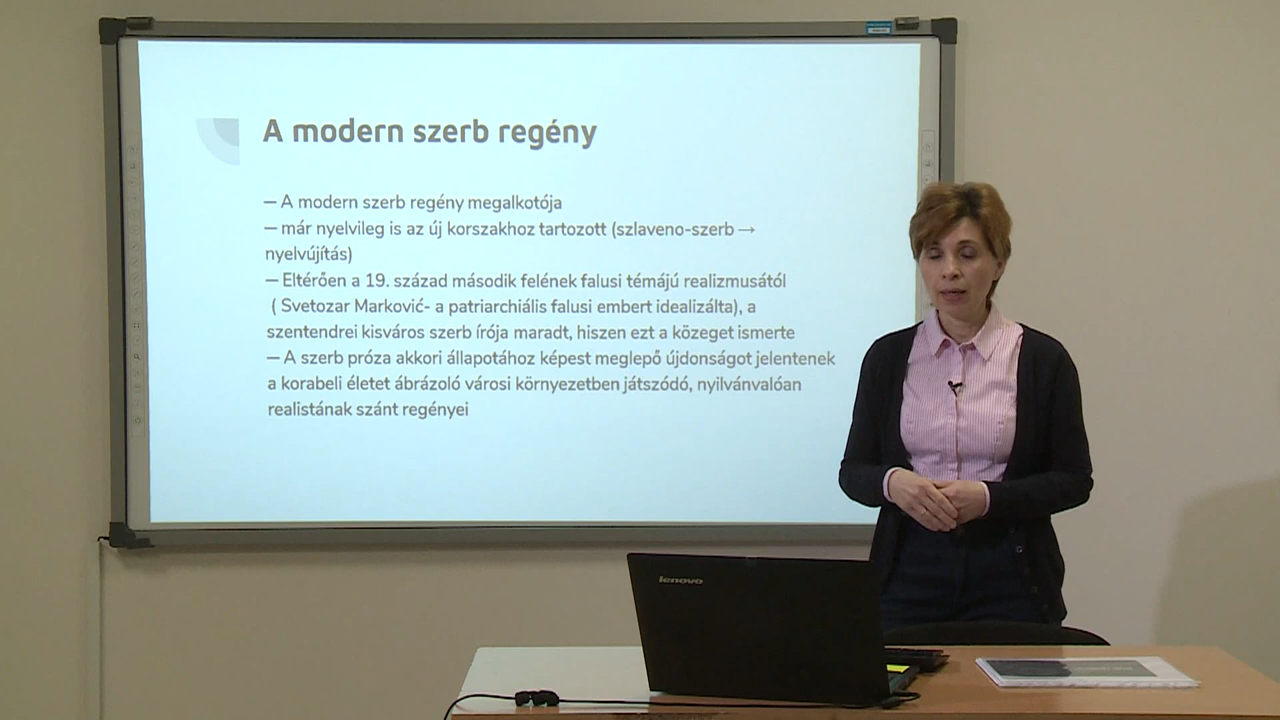 A modern szerb regény
— A modern szerb regény megalkotója
— már nyelvileg is az új korszakhoz tartozott (szlaveno-szerb →
nyelvújítás)
— Eltérően a 19. század második felének falusi témájú realizmusától
( Svetozar Marković- a patriarchiális falusi embert idealizálta), a
szentendrei kisváros szerb írója maradt, hiszen ezt a közeget ismerte
— A szerb próza akkori állapotához képest meglepő újdonságot jelentenek
a korabeli életet ábrázoló városi környezetben játszódó, nyilvánvalóan
realistának szánt regényei
lenovo